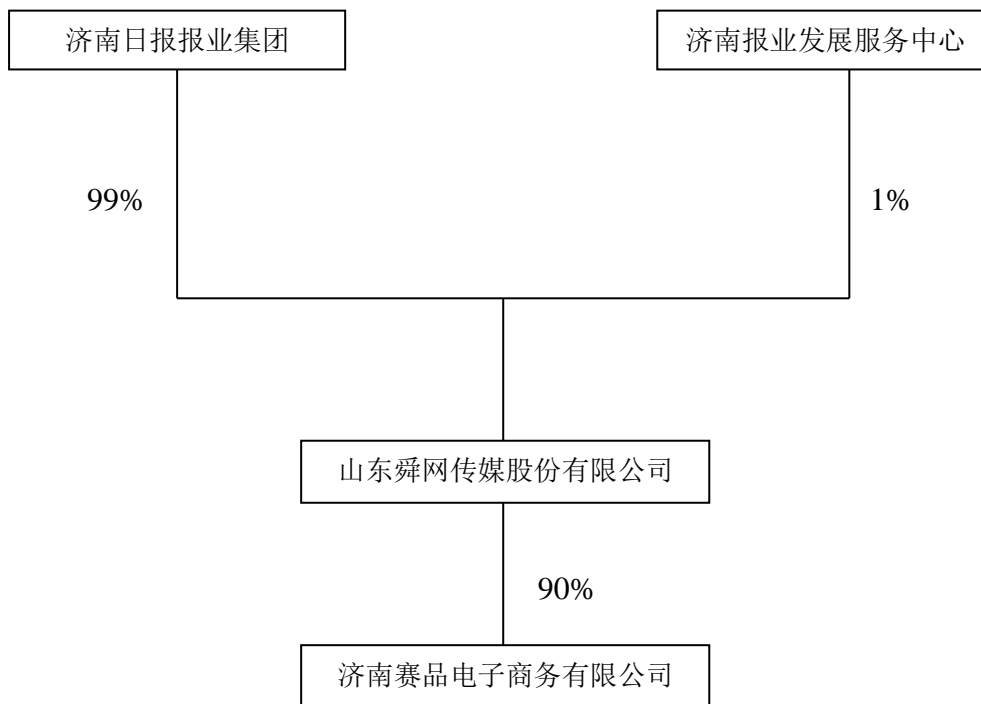 济南日报报业集团
济南报业发展服务中心
99%
1%
山东舜网传媒股份有限公司
90%
济南赛品电子商务有限公司